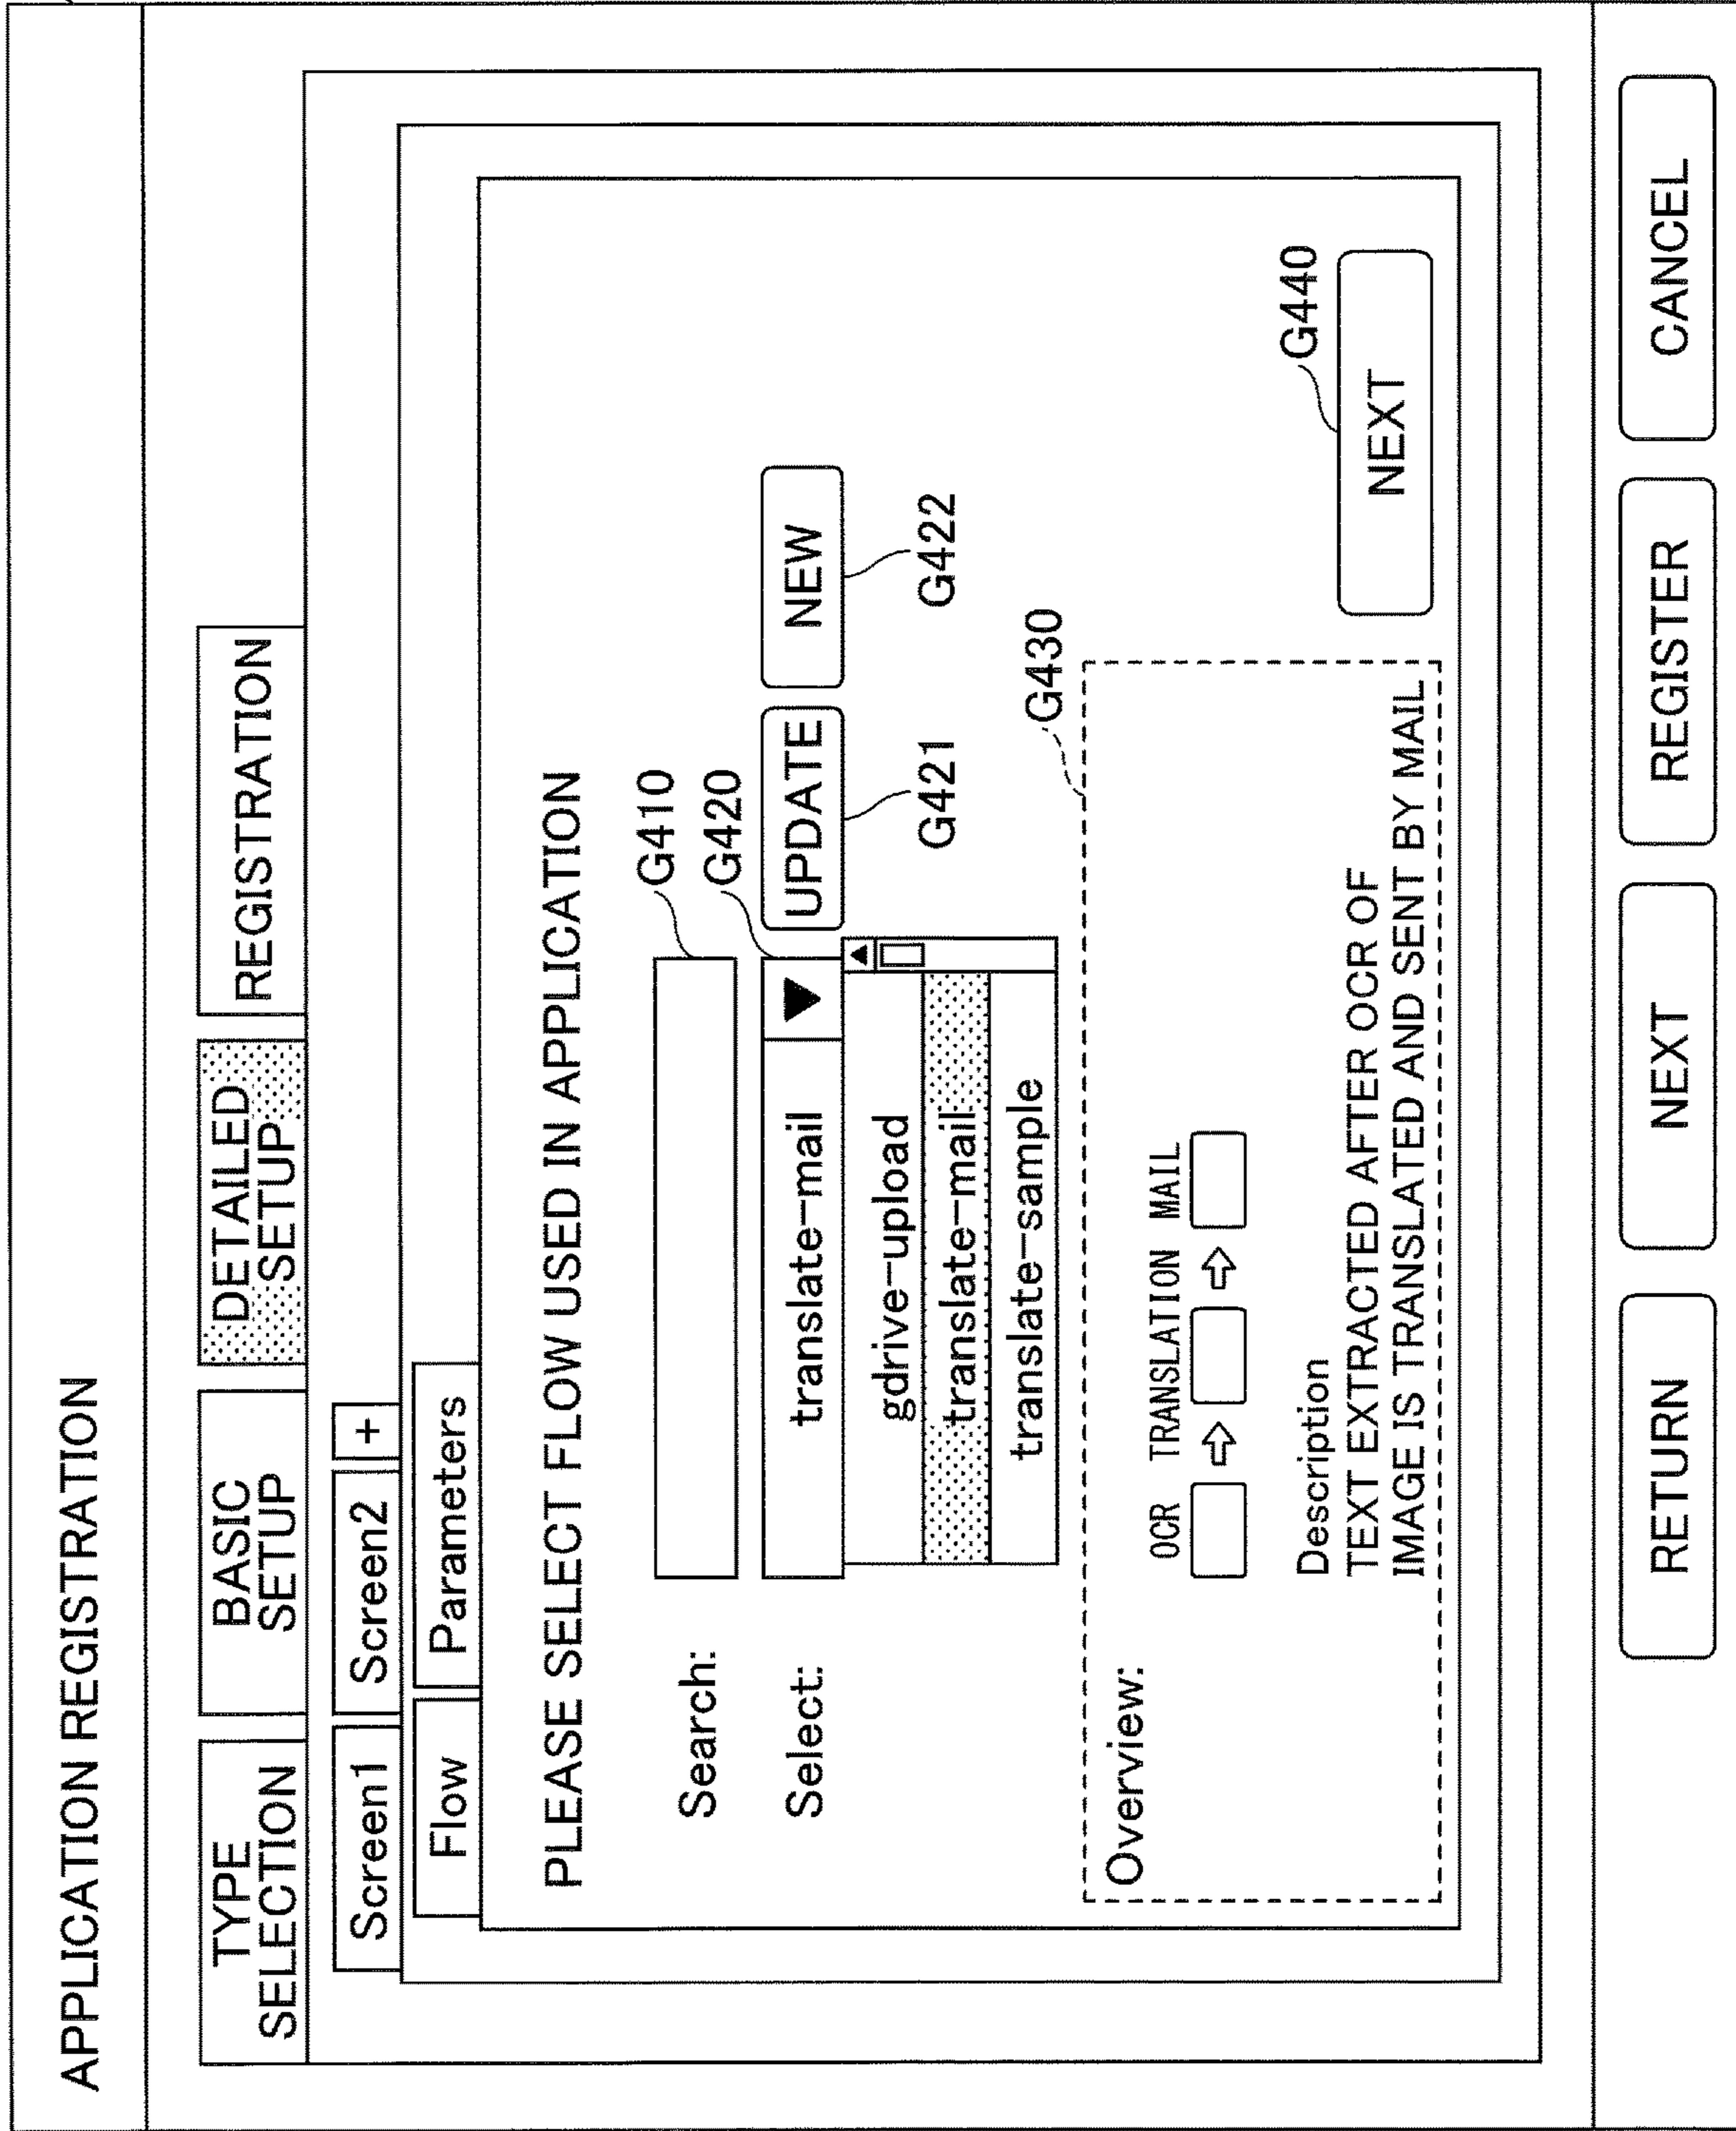 APPLICATION REGISTRATION
TYPE
SELECTION
BASIC
SETUP
DETAILED
SETUP
REGISTRATION
Screen1
Screen2
+
Flow
Parameters
PLEASE SELECT FLOW USED IN APPLICATION
Search:
G410
G420
Select:
translate-mail
▼
UPDATE
NEW
gdrive-upload
translate-mail
translate-sample
G421
G422
G430
Overview:
OCR TRANSLATION MAIL
Description
TEXT EXTRACTED AFTER OCR OF
IMAGE IS TRANSLATED AND SENT BY MAIL
G440
NEXT
RETURN
NEXT
REGISTER
CANCEL